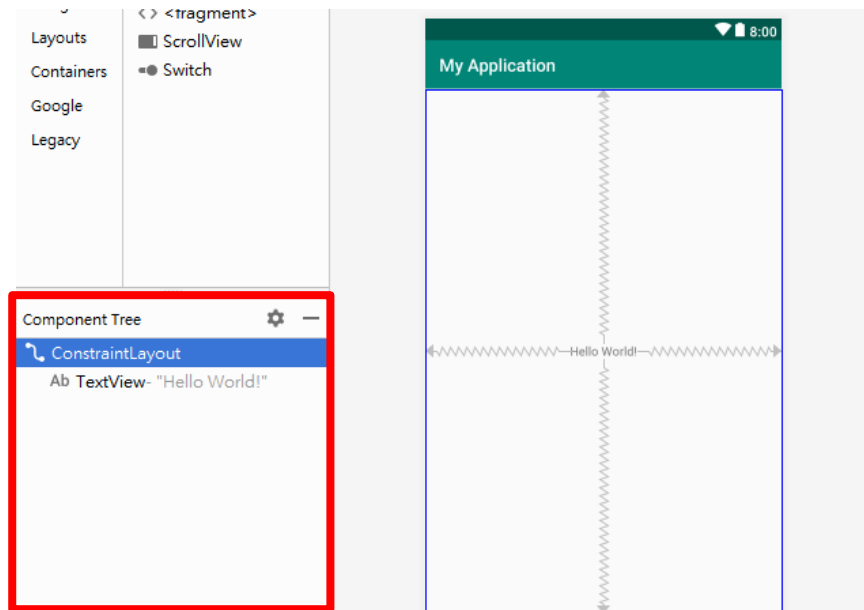 <fragment>
Layouts
ScrollView
Containers
Switch
Google
Legacy
Component Tree
ConstraintLayout
Ab TextView- "Hello World!"
8:00
My Application
Hello World!